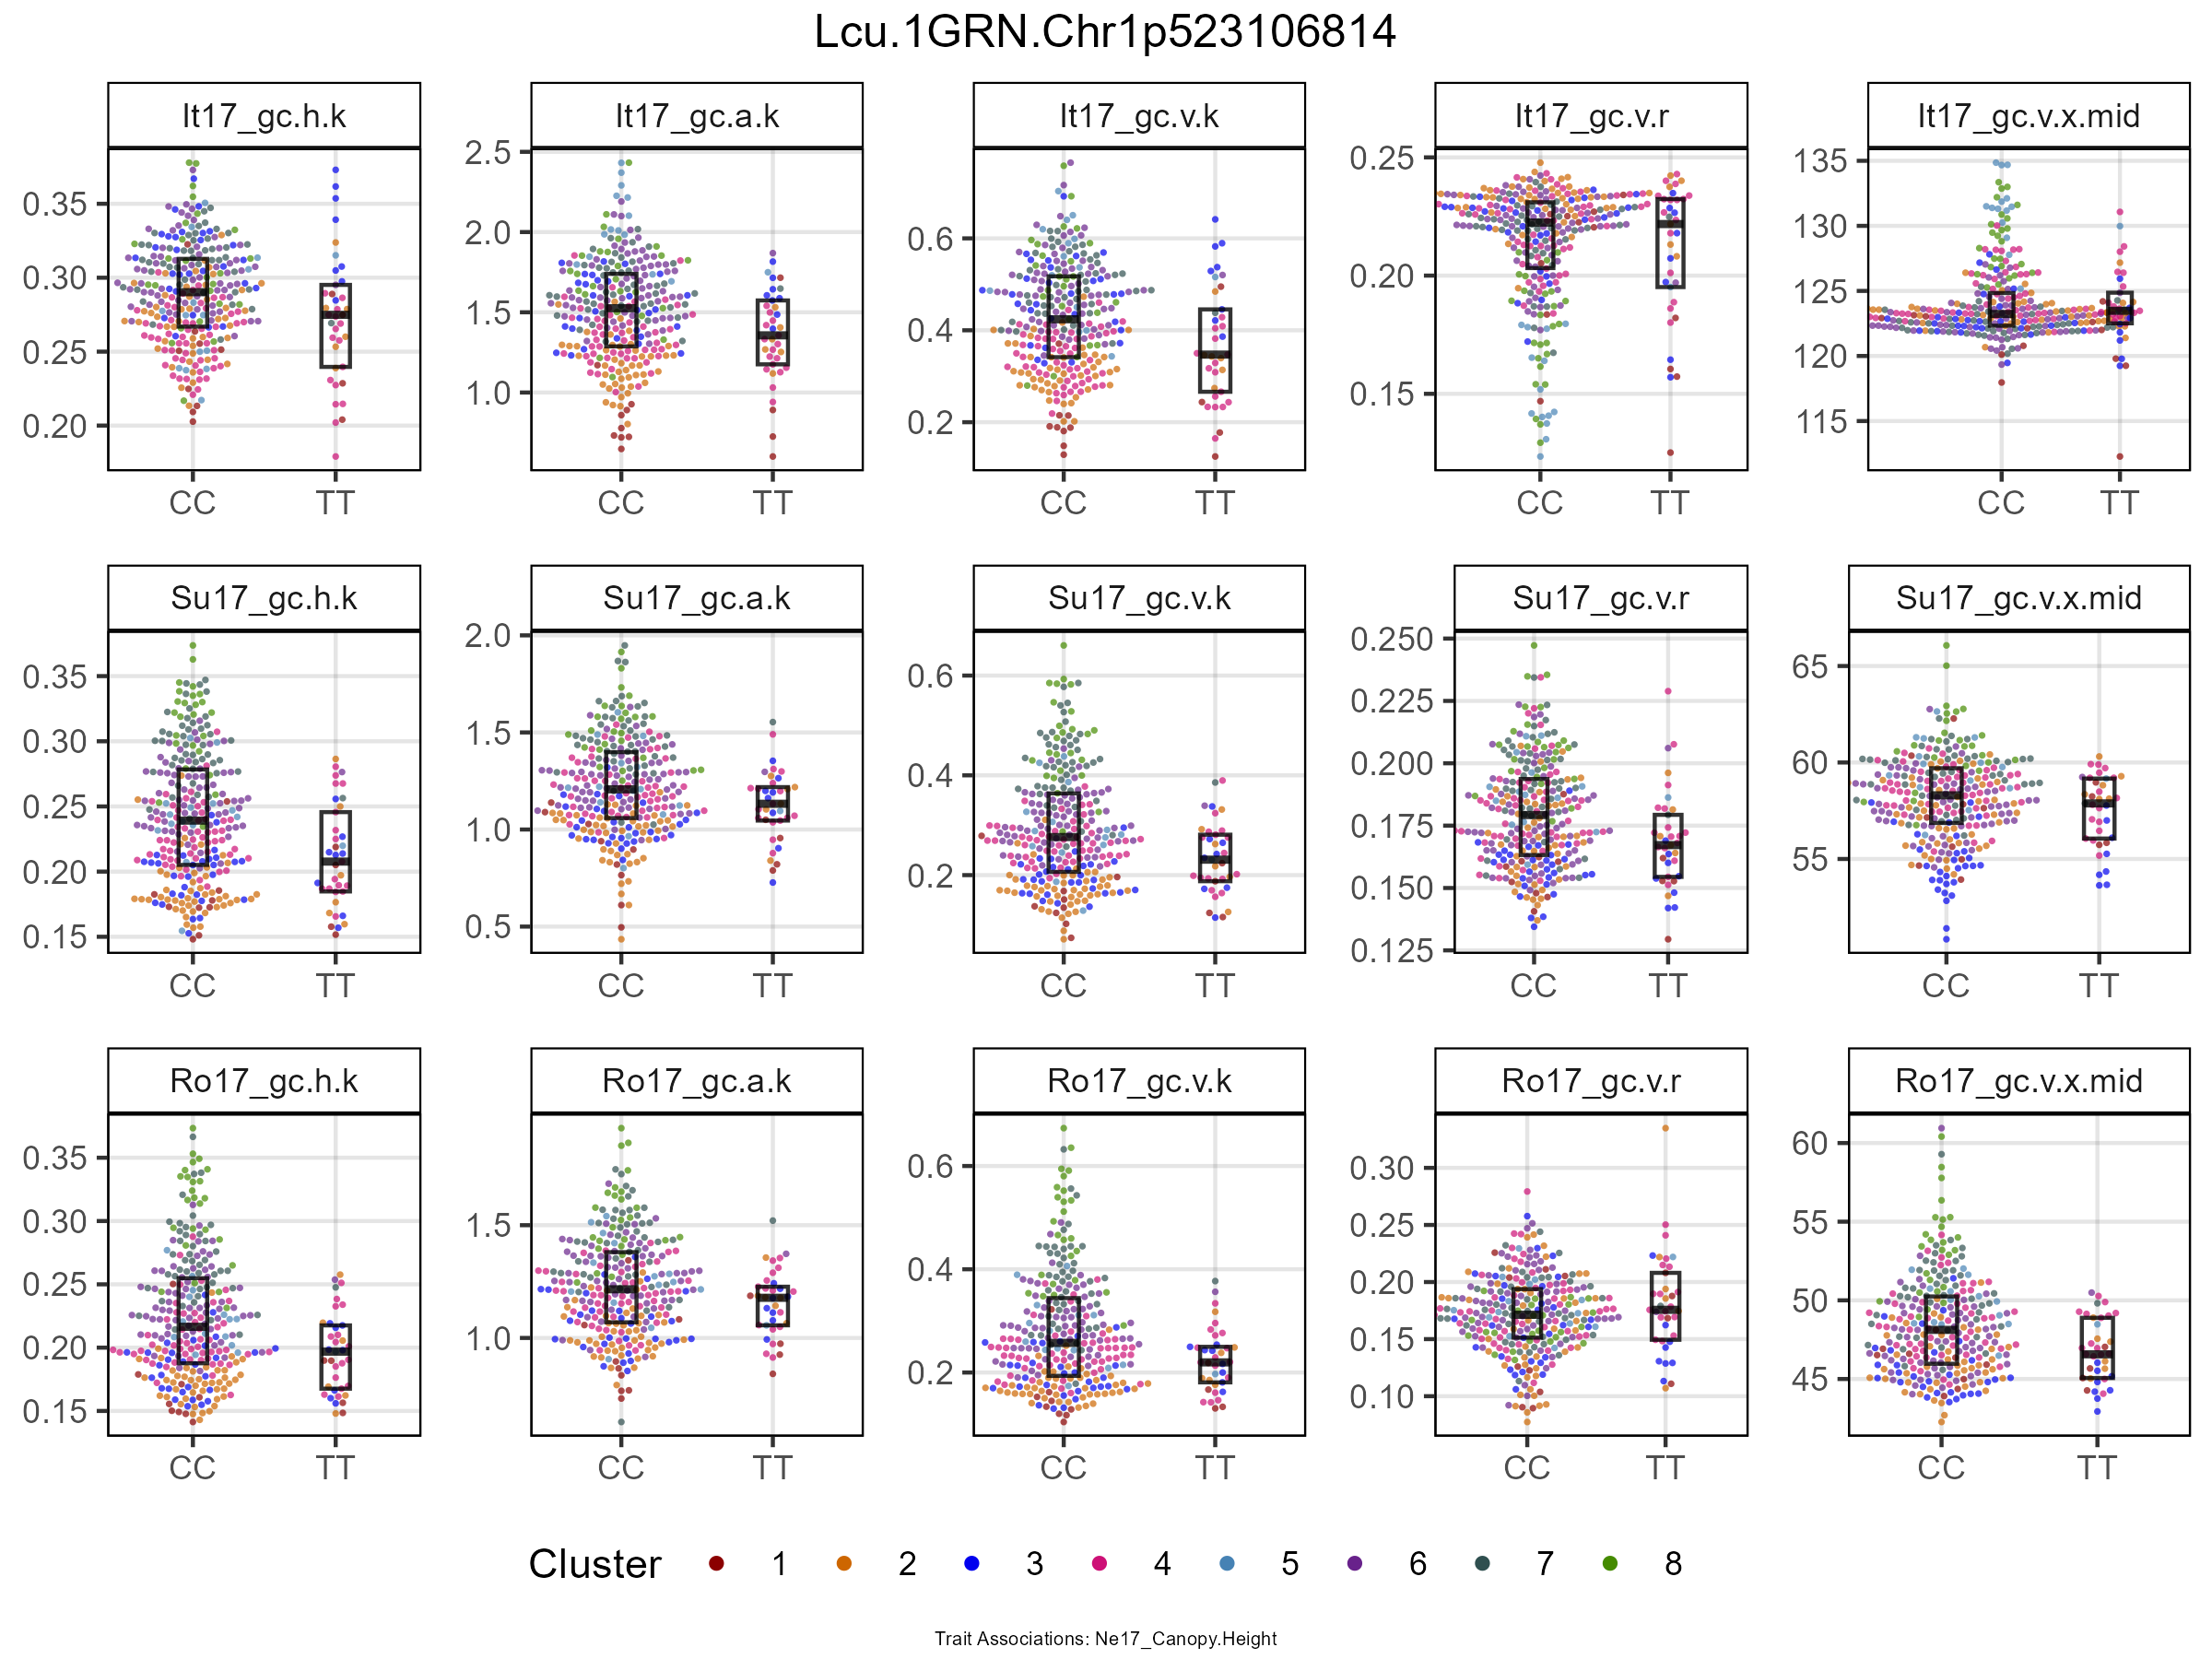 Lcu.1GRN.Chr1p523106814
It17_gc.h.k It17_gc.a.k It17_gc.v.k It17_gc.v.r It17_gc.v.x.mid
0.35 0.30 0.25 0.20
2.5 2.0 1.5 1.0
0.6 0.4 0.2
0.25 0.20 0.15
135 130 125 120 115
CC TT CC TT CC TT CC TT CC TT
Su17_gc.h.k Su17_gc.a.k Su17_gc.v.k Su17_gc.v.r Su17_gc.v.x.mid
0.35 0.30 0.25 0.20 0.15
2.0 1.5 1.0 0.5
0.6 0.4 0.2
0.250 0.225 0.200 0.175 0.150 0.125
65 60 55
CC TT CC TT CC TT CC TT CC TT
Ro17_gc.h.k Ro17_gc.a.k Ro17_gc.v.k Ro17_gc.v.r Ro17_gc.v.x.mid
0.35 0.30 0.25 0.20 0.15
1.5 1.0
0.6 0.4 0.2
0.30 0.25 0.20 0.15 0.10
60 55 50 45
CC TT CC TT CC TT CC TT CC TT
Cluster 1 2 3 4 5 6 7 8
Trait Associations: Ne17_Canopy.Height